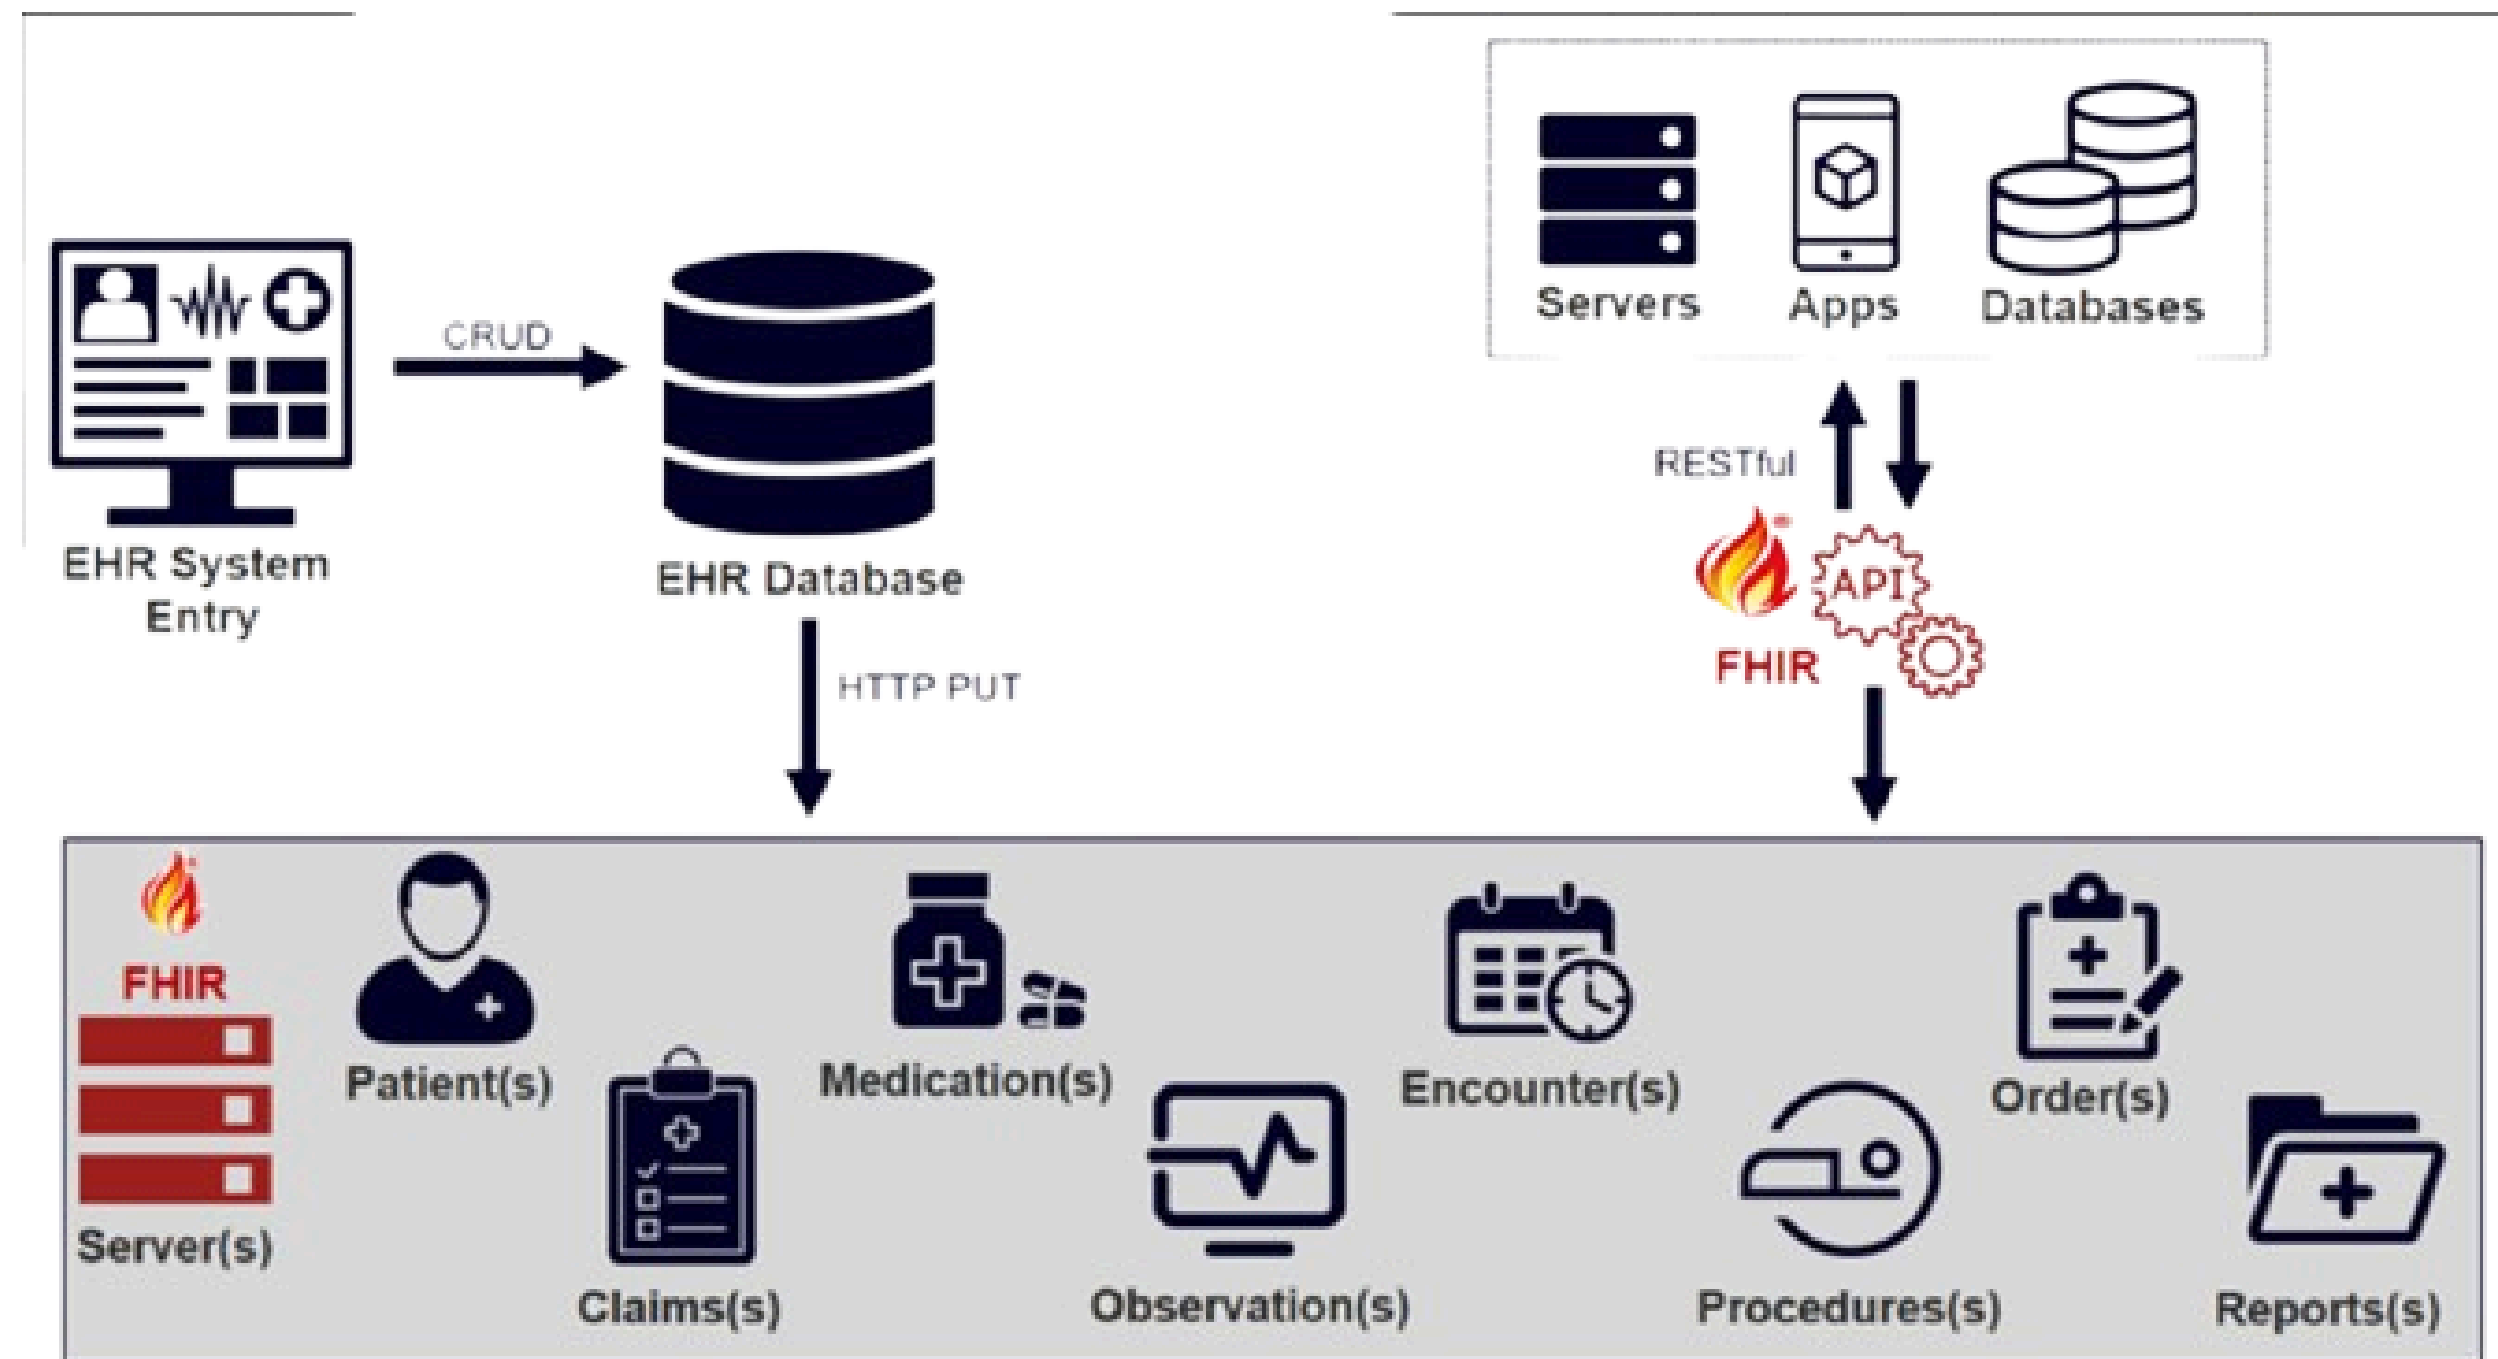 Servers Apps Databases
CRUD
RESTful
EHR System
Entry
EHR Database
API
FHIR
HTTP PUT
FHIR
Server(s)
Patient(s)
Claims(s)
Medication(s)
Observation(s)
Encounter(s)
Procedures(s)
Order(s)
Reports(s)